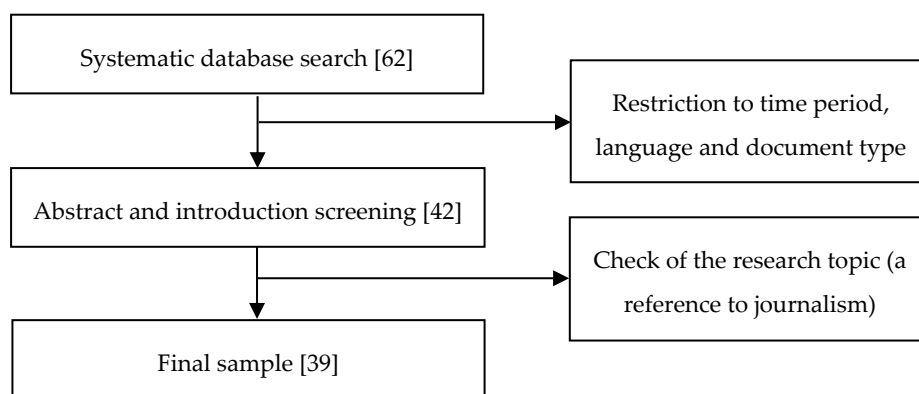 Systematic database search [62]
Restriction to time period,
language and document type
Abstract and introduction screening [42]
Check of the research topic (a
reference to journalism)
Final sample [39]